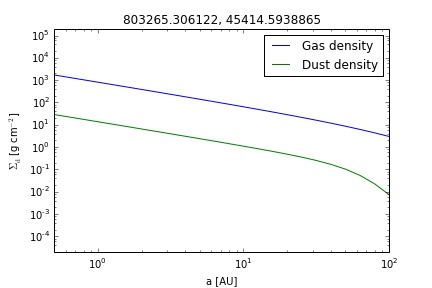 803265.306122, 45414.5938865
Gas density
Dust density
10^5
10^4
10^3
10^2
10^1
10^0
10^-1
10^-2
10^-3
10^-4
Σ_d [g cm^-2]
10^0 10^1 10^2
a [AU]